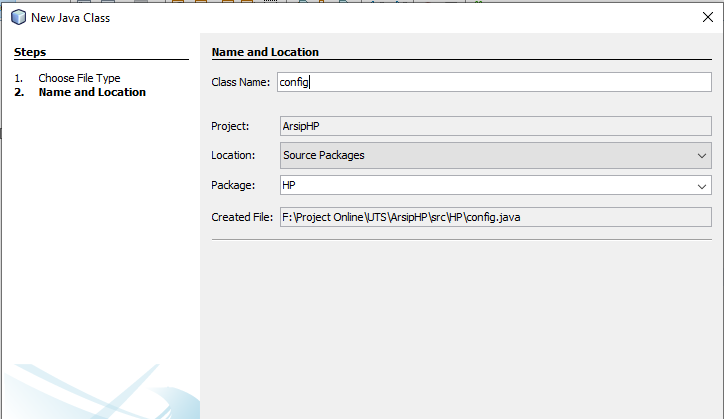 New Java Class
Steps
1. Choose File Type
2. Name and Location
Name and Location
Class Name: config
Project: ArsipHP
Location: Source Packages
Package: HP
Created File: F:\Project Online\UTS\ArsipHP\src\HP\config.java